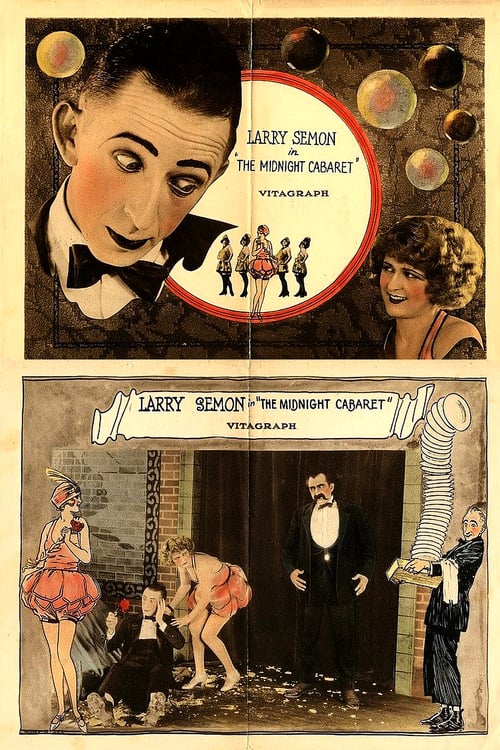 LARRY SEMON
in
"THE MIDNIGHT CABARET"
VITAGRAPH
LARRY SEMON in "THE MIDNIGHT CABARET"
VITAGRAPH